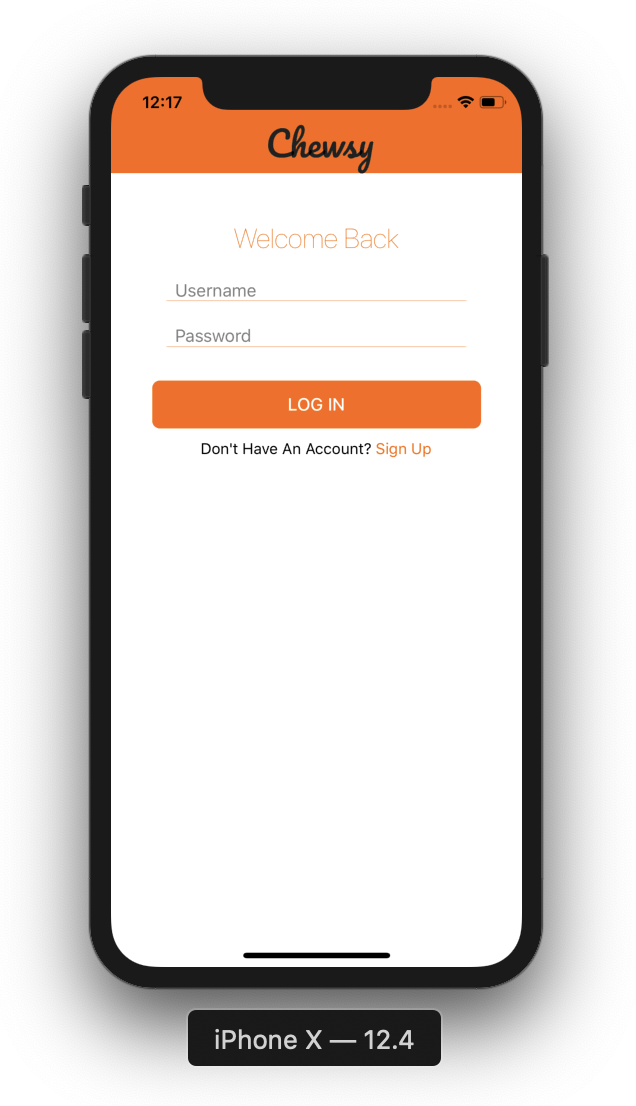 12:17
Chewsy
Welcome Back
Username
Password
LOG IN
Don't Have An Account? Sign Up
iPhone X — 12.4